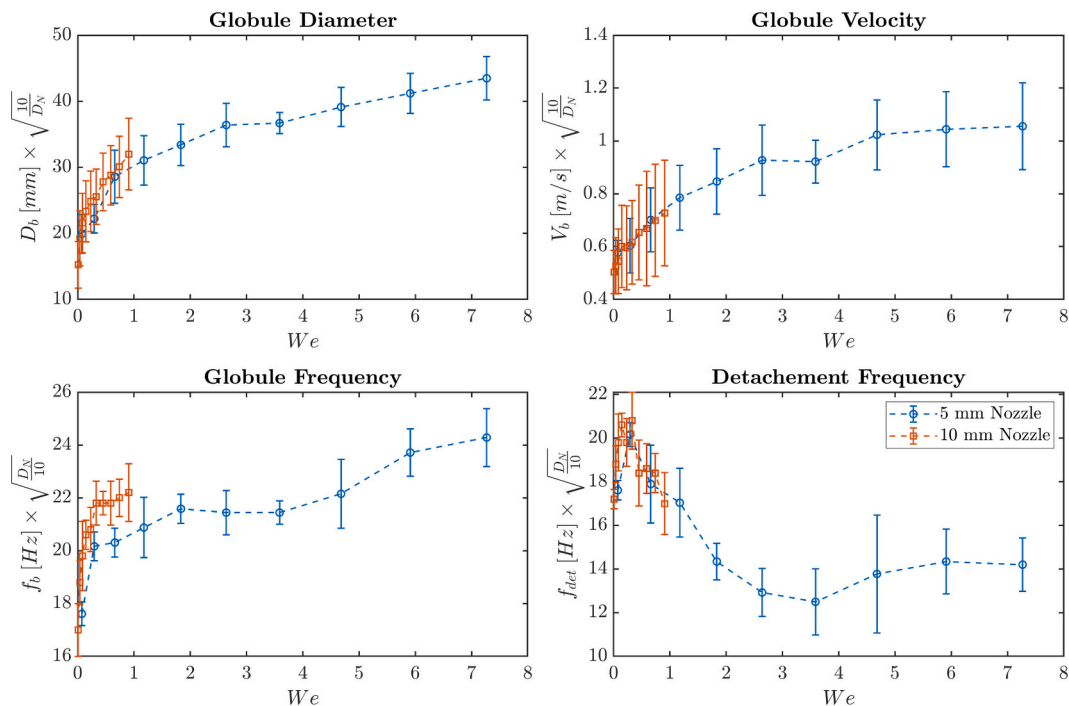 Globule Diameter
50
40
30
20
10
D_b [mm] × √(10/D_N)
0 1 2 3 4 5 6 7 8
We
Globule Velocity
1.4
1.2
1
0.8
0.6
0.4
V_b [m/s] × √(10/D_N)
0 1 2 3 4 5 6 7 8
We
Globule Frequency
26
24
22
20
18
16
f_b [Hz] × √(D_N/10)
0 1 2 3 4 5 6 7 8
We
Detachement Frequency
22
20
18
16
14
12
10
f_det [Hz] × √(D_N/10)
5 mm Nozzle
10 mm Nozzle
0 1 2 3 4 5 6 7 8
We